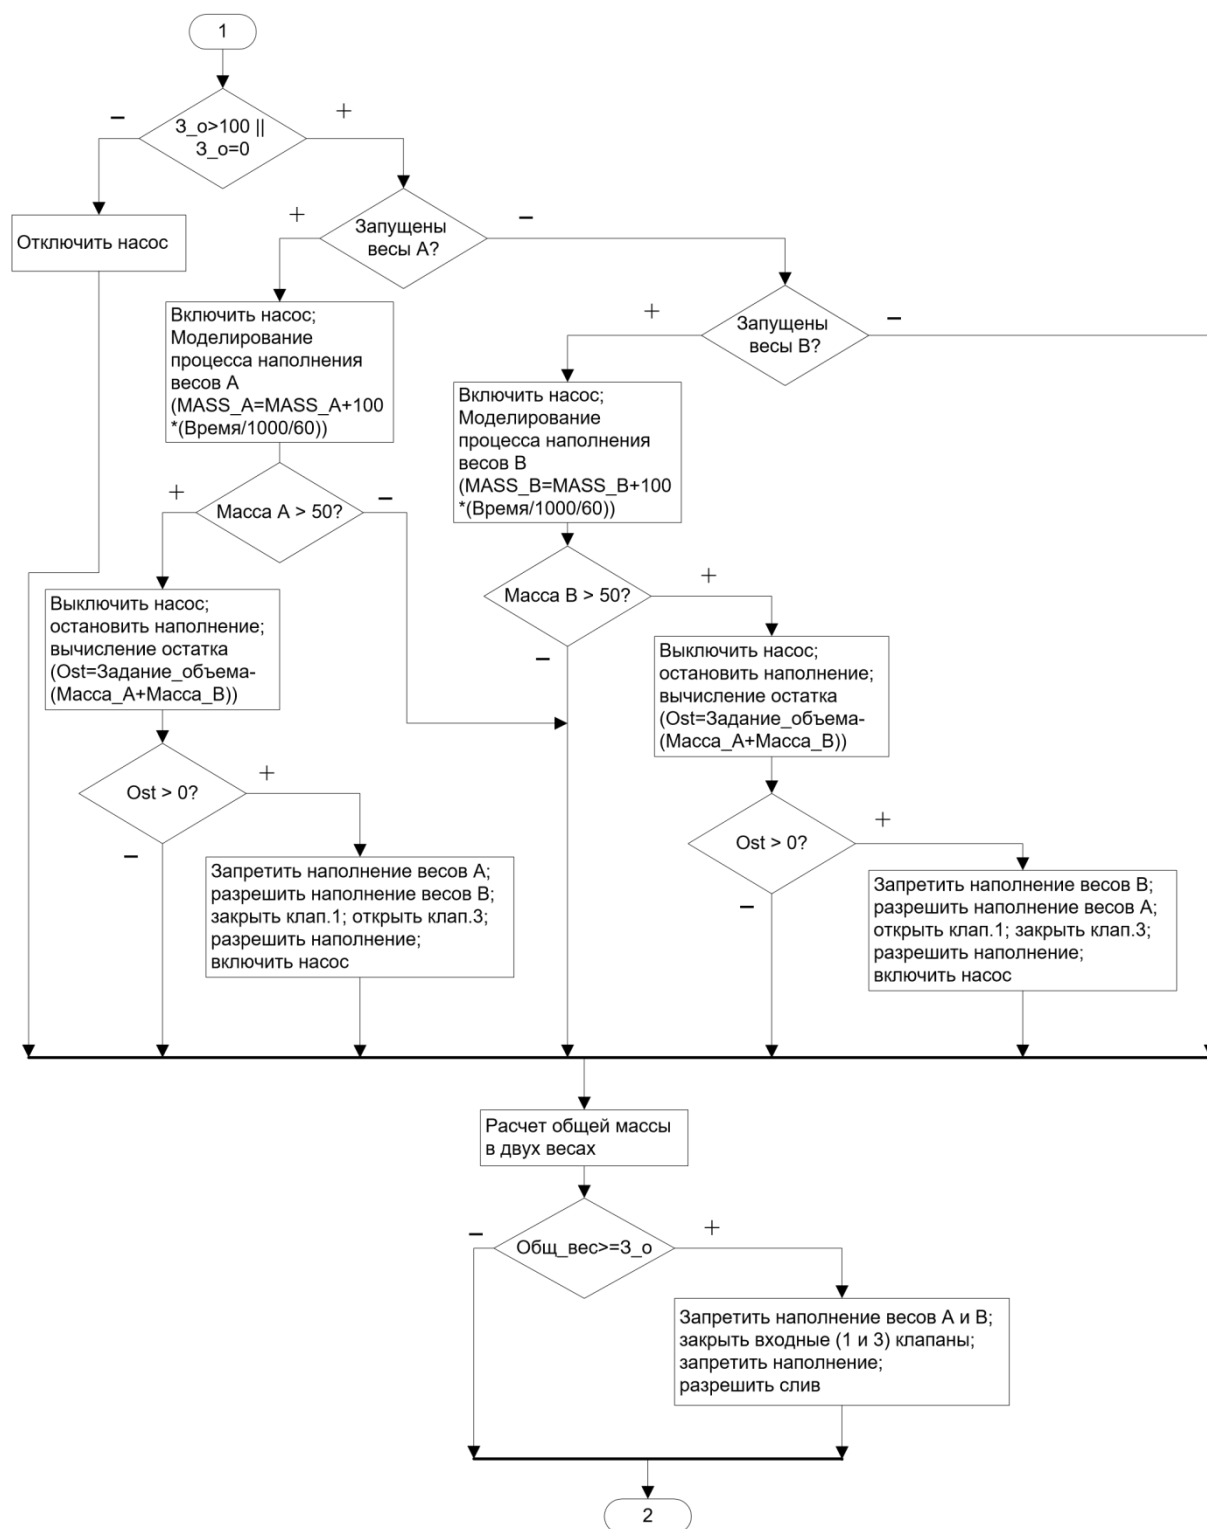 1
−
+
З_о>100 ||
З_о=0
+
−
Отключить насос
Запущены
весы А?
+
−
Включить насос;
Моделирование
процесса наполнения
весов А
(MASS_A=MASS_A+100
*(Время/1000/60))
Запущены
весы В?
Включить насос;
Моделирование
процесса наполнения
весов В
(MASS_B=MASS_B+100
*(Время/1000/60))
+
−
Масса А > 50?
+
Масса В > 50?
−
Выключить насос;
остановить наполнение;
вычисление остатка
(Ost=Задание_объема-
(Масса_А+Масса_В))
Выключить насос;
остановить наполнение;
вычисление остатка
(Ost=Задание_объема-
(Масса_А+Масса_В))
+
Ost > 0?
−
+
Ost > 0?
−
Запретить наполнение весов А;
разрешить наполнение весов В;
закрыть клап.1; открыть клап.3;
разрешить наполнение;
включить насос
Запретить наполнение весов В;
разрешить наполнение весов А;
открыть клап.1; закрыть клап.3;
разрешить наполнение;
включить насос
Расчет общей массы
в двух весах
−
+
Общ_вес>=З_о
Запретить наполнение весов А и В;
закрыть входные (1 и 3) клапаны;
запретить наполнение;
разрешить слив
2